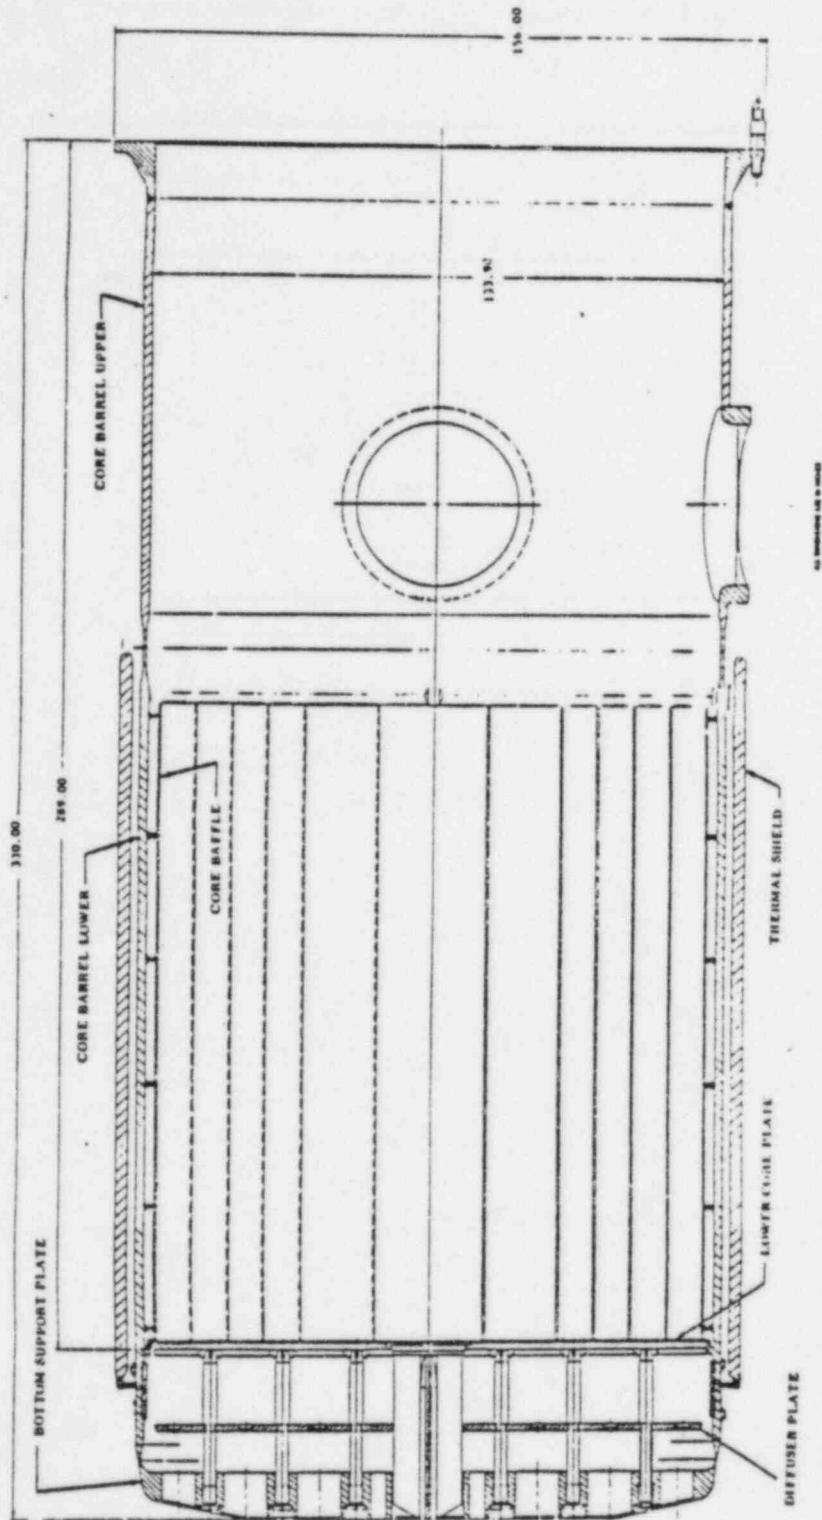 156.00
330.00
289.00
133.90
CORE BARREL UPPER
CORE BARREL LOWER
CORE BAFFLE
BOTTOM SUPPORT PLATE
THERMAL SHIELD
LOWER CORE PLATE
DIFFUSER PLATE